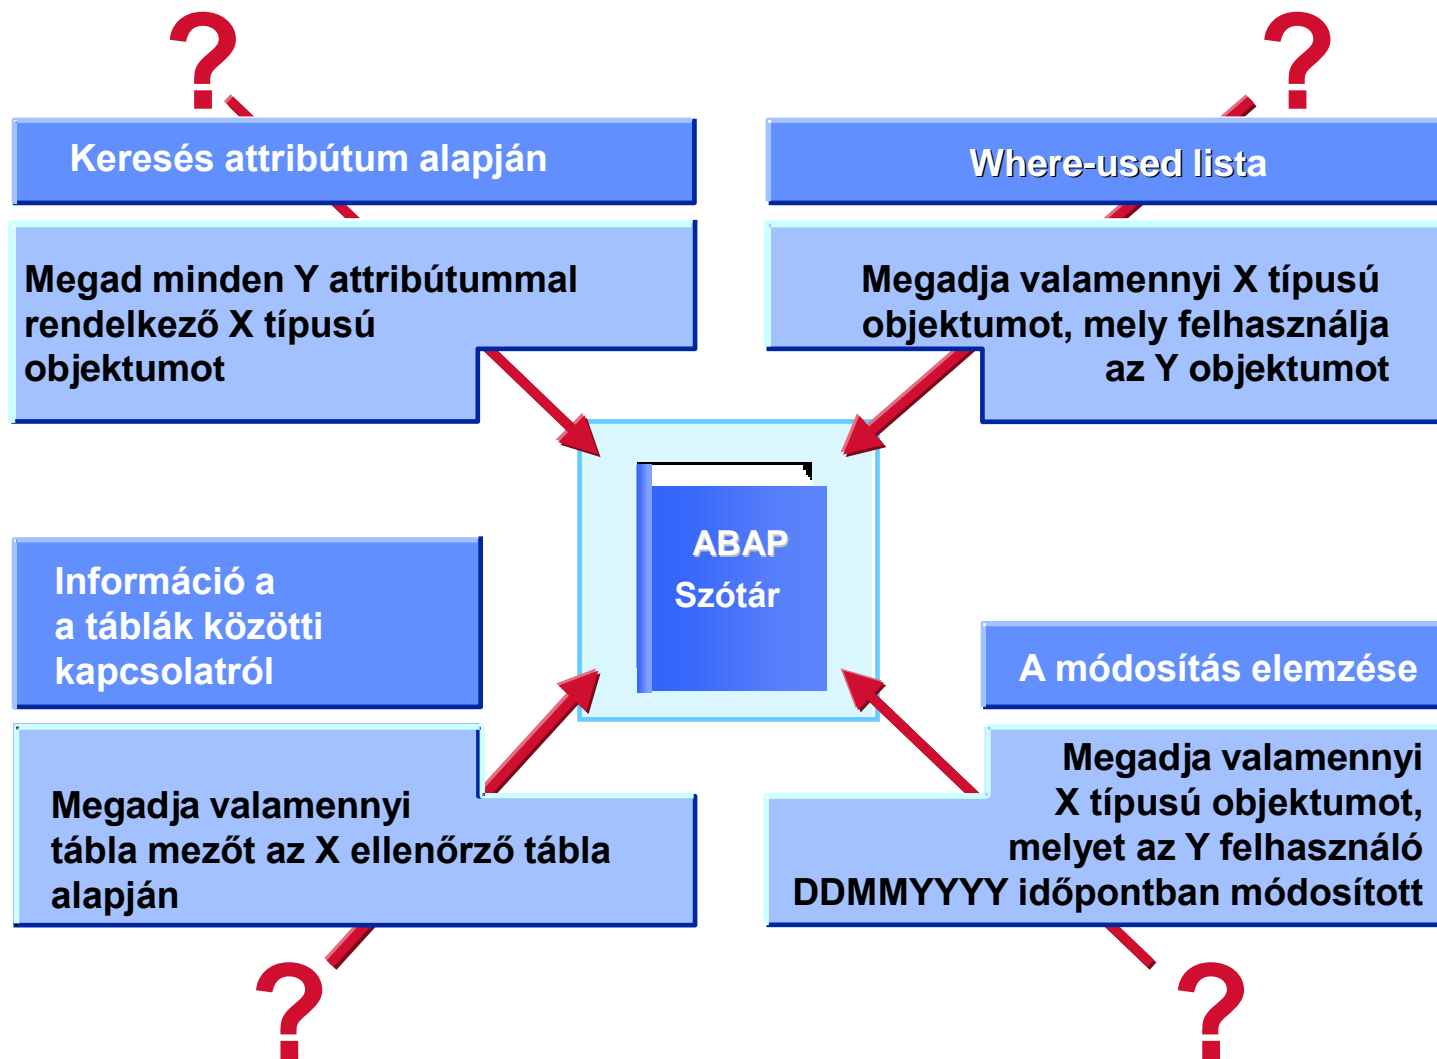 ?
?
Keresés attribútum alapján
Where-used lista
Megad minden Y attribútummal
rendelkező X típusú
objektumot
Megadja valamennyi X típusú
objektumot, mely felhasználja
az Y objektumot
ABAP
Szótár
Információ a
a táblák közötti
kapcsolatról
A módosítás elemzése
Megadja valamennyi
tábla mezőt az X ellenőrző tábla
alapján
Megadja valamennyi
X típusú objektumot,
melyet az Y felhasználó
DDMMYYYY időpontban módosított
?
?